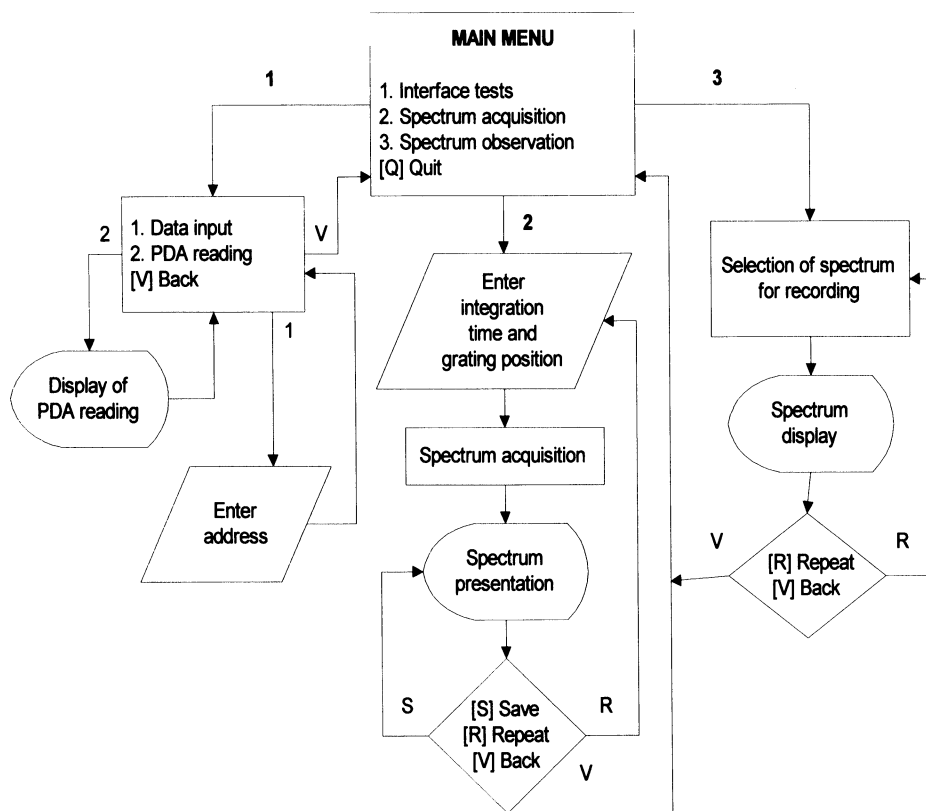 MAIN MENU
1. Interface tests
2. Spectrum acquisition
3. Spectrum observation
[Q] Quit
1
3
2
1. Data input
2. PDA reading
[V] Back
2
V
1
Display of
PDA reading
Enter
address
Enter
integration
time and
grating position
Spectrum acquisition
Spectrum
presentation
[S] Save
[R] Repeat
[V] Back
S
R
V
Selection of spectrum
for recording
Spectrum
display
[R] Repeat
[V] Back
V
R